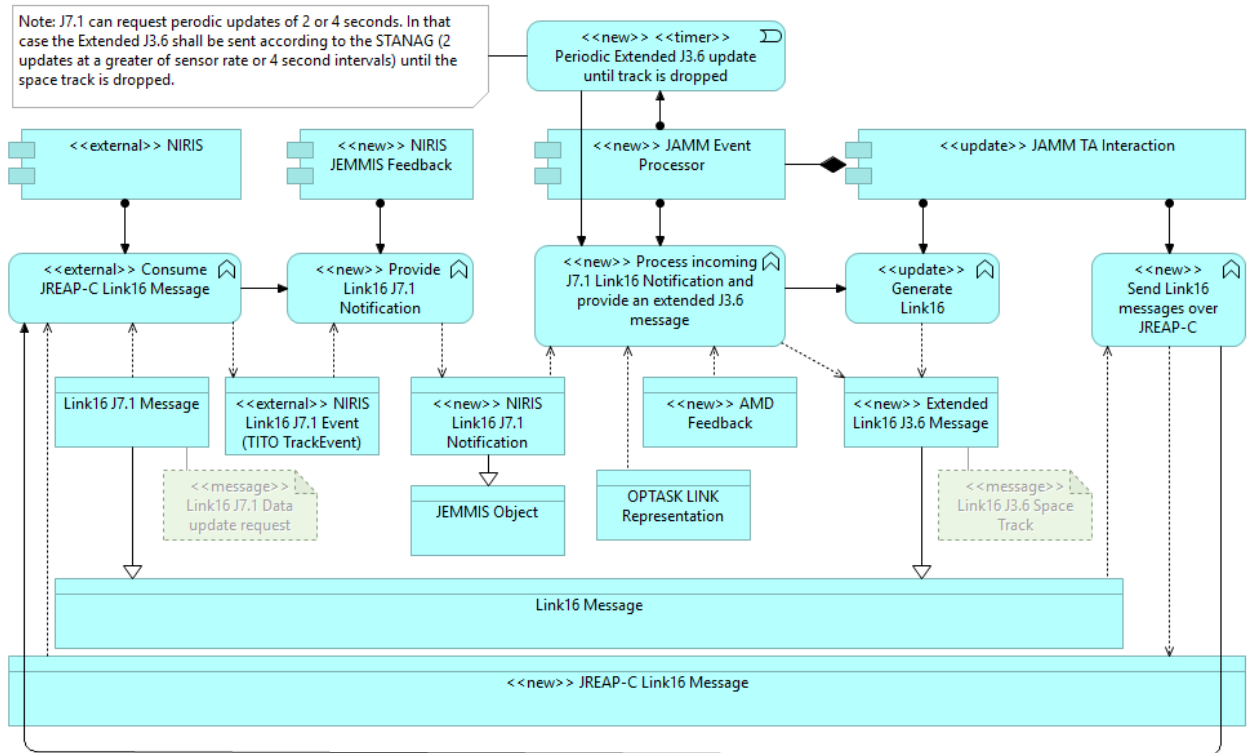 Note: J7.1 can request perodic updates of 2 or 4 seconds. In that
case the Extended J3.6 shall be sent according to the STANAG (2
updates at a greater of sensor rate or 4 second intervals) until the
space track is dropped.
<<new>> <<timer>>
Periodic Extended J3.6 update
until track is dropped
<<external>> NIRIS
<<new>> NIRIS
JEMMIS Feedback
<<new>> JAMM Event
Processor
<<update>> JAMM TA Interaction
<<external>> Consume
JREAP-C Link16 Message
<<new>> Provide
Link16 J7.1
Notification
<<new>> Process incoming
J7.1 Link16 Notification and
provide an extended J3.6
message
<<update>>
Generate
Link16
<<new>>
Send Link16
messages over
JREAP-C
Link16 J7.1 Message
<<external>> NIRIS
Link16 J7.1 Event
(TITO TrackEvent)
<<new>> NIRIS
Link16 J7.1
Notification
<<new>> AMD
Feedback
<<new>> Extended
Link16 J3.6 Message
<<message>>
Link16 J7.1 Data
update request
JEMMIS Object
OPTASK LINK
Representation
<<message>>
Link16 J3.6 Space
Track
Link16 Message
<<new>> JREAP-C Link16 Message